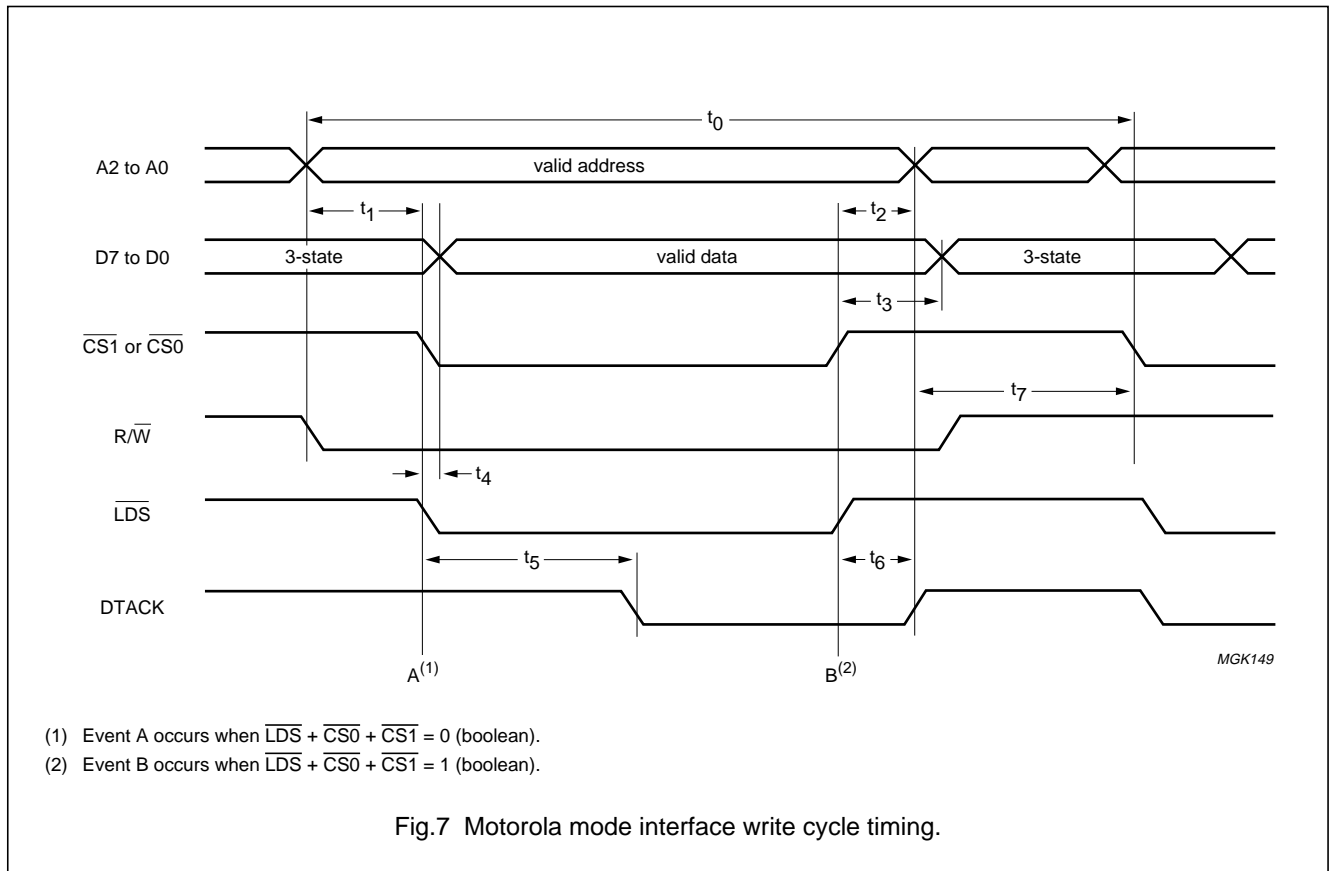 t0
A2 to A0 valid address
t1 t2
D7 to D0 3-state valid data 3-state
t3
CS1 or CS0
t7
R/W
t4
LDS
t5 t6
DTACK
A(1) B(2) MGK149
(1) Event A occurs when LDS + CS0 + CS1 = 0 (boolean).
(2) Event B occurs when LDS + CS0 + CS1 = 1 (boolean).
Fig.7 Motorola mode interface write cycle timing.